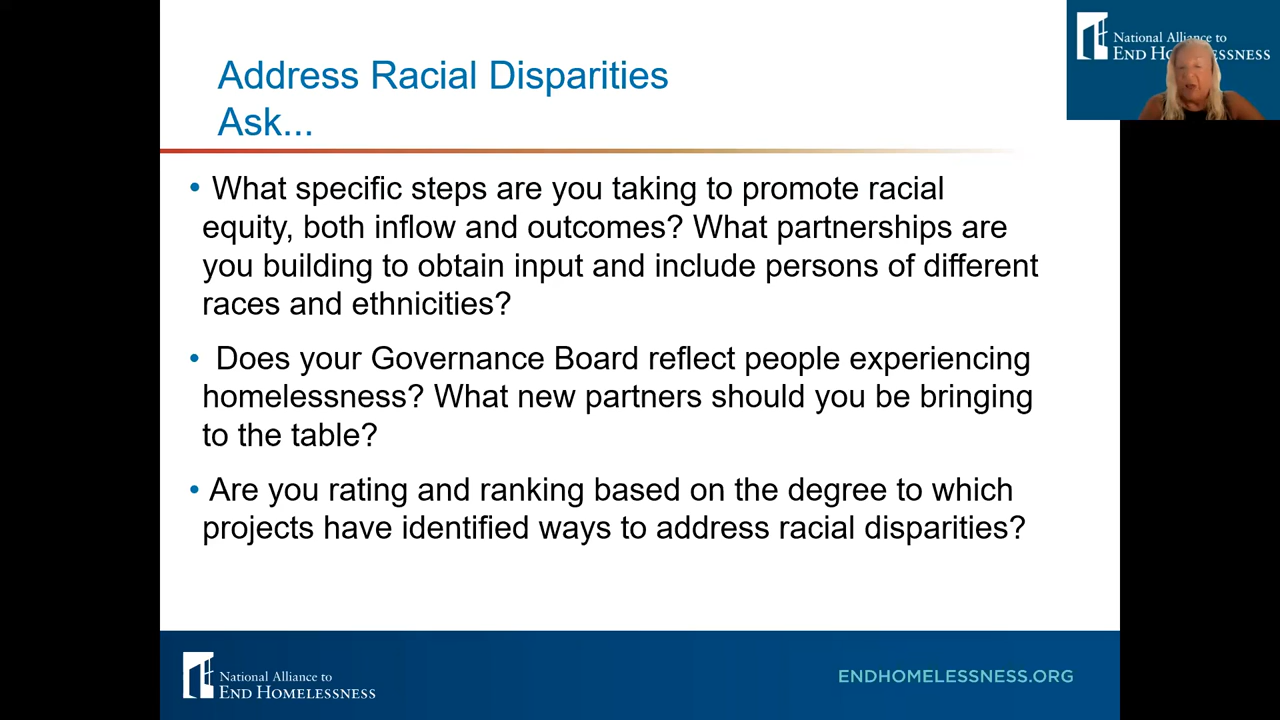 Address Racial Disparities
Ask...
• What specific steps are you taking to promote racial
equity, both inflow and outcomes? What partnerships are
you building to obtain input and include persons of different
races and ethnicities?
• Does your Governance Board reflect people experiencing
homelessness? What new partners should you be bringing
to the table?
• Are you rating and ranking based on the degree to which
projects have identified ways to address racial disparities?
National Alliance to
END HOMELESSNESS
ENDHOMELESSNESS.ORG
National Alliance to
END H OMELESSNESS